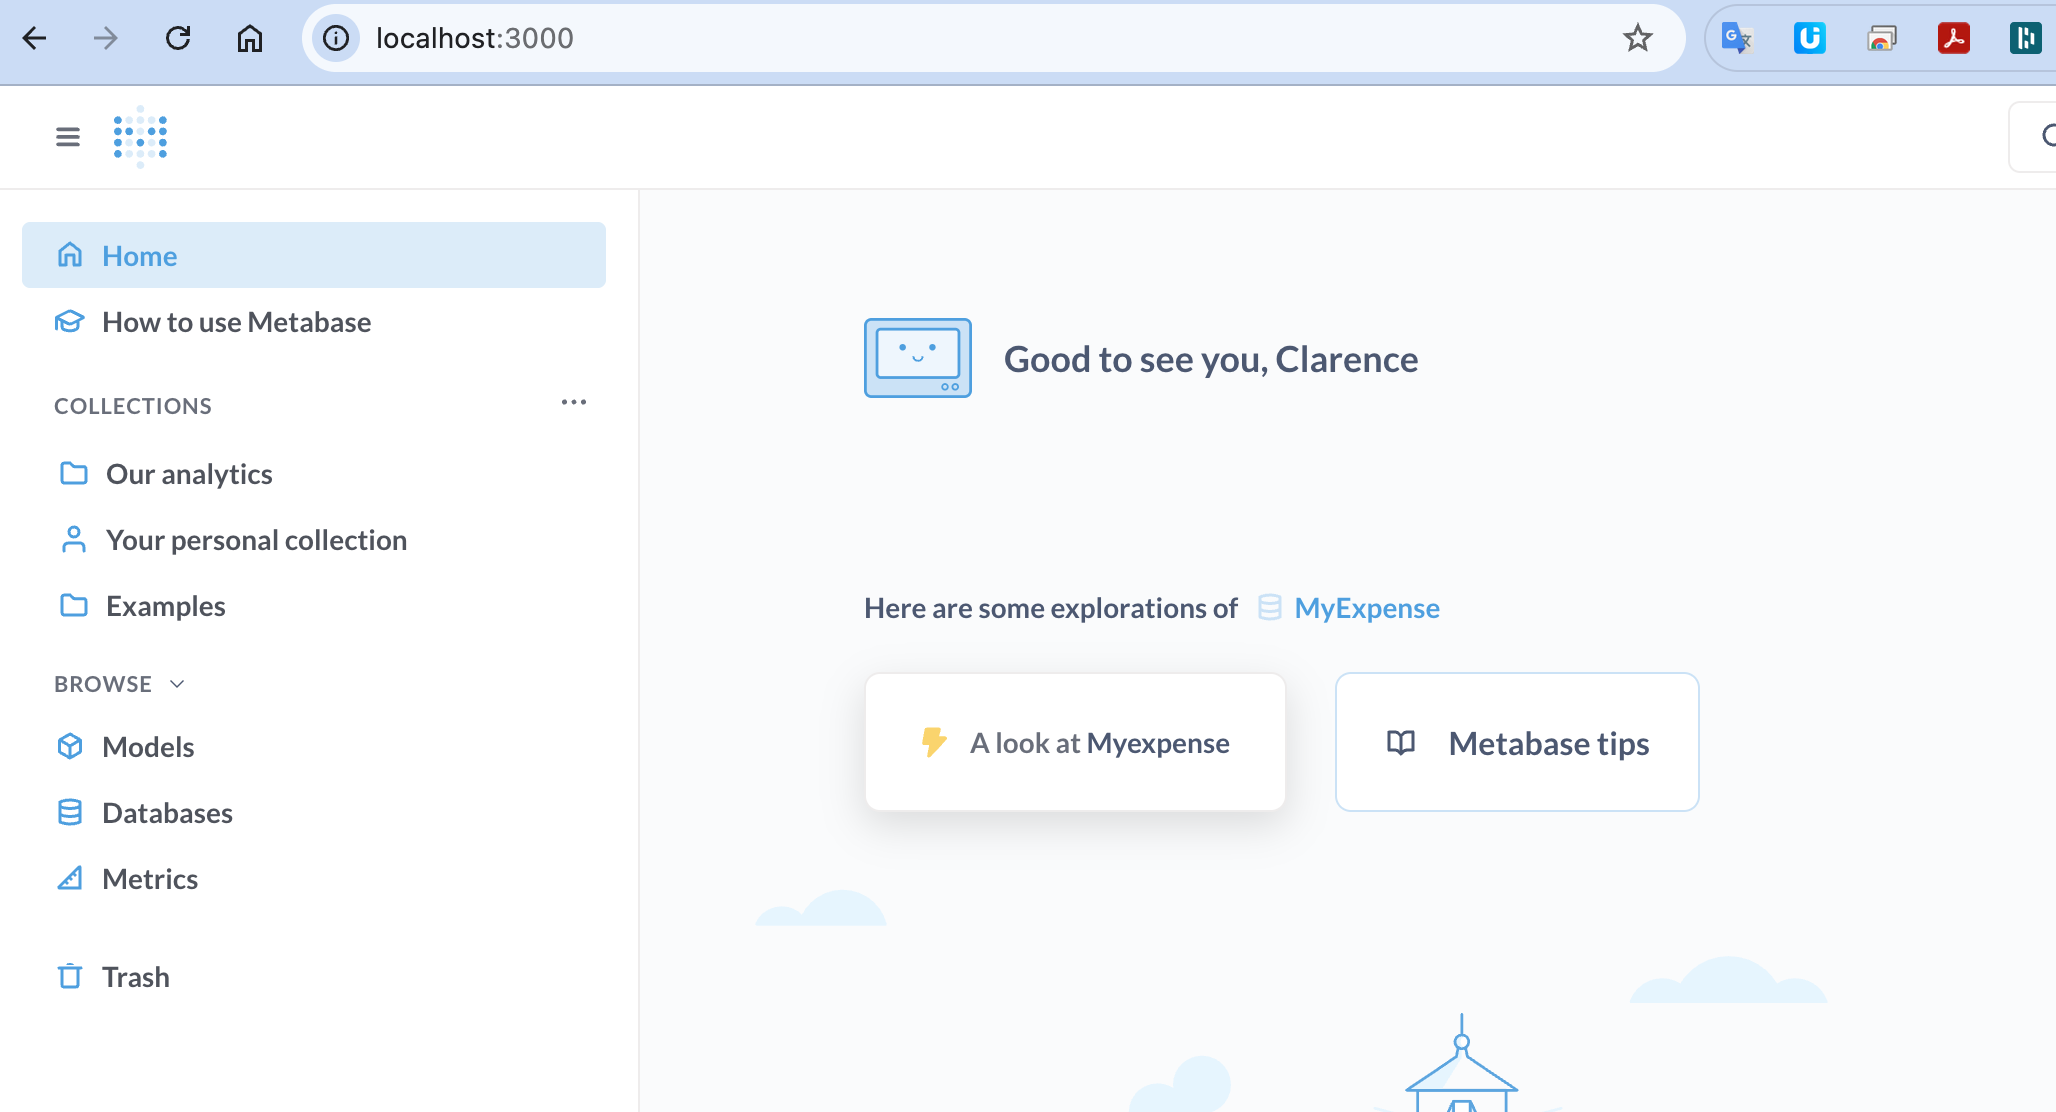 localhost:3000
Home
How to use Metabase
COLLECTIONS
Our analytics
Your personal collection
Examples
BROWSE
Models
Databases
Metrics
Trash
Good to see you, Clarence
Here are some explorations of MyExpense
A look at Myexpense
Metabase tips